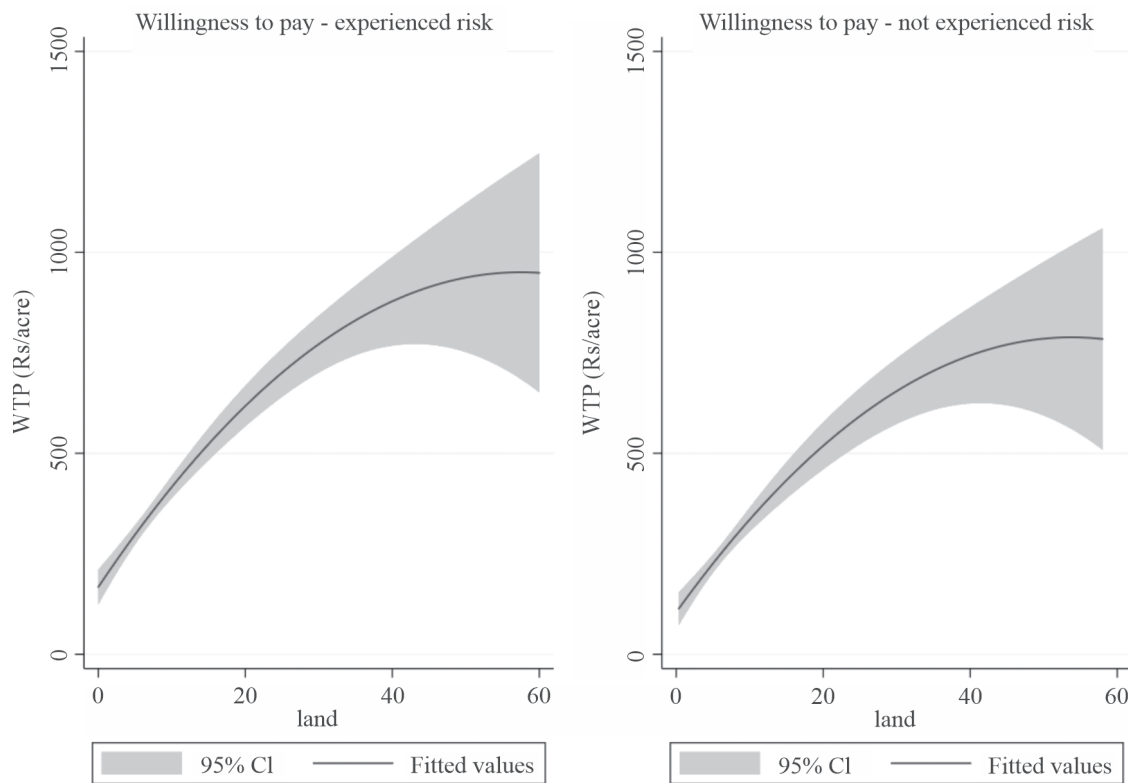 Willingness to pay - experienced risk
WTP (Rs/acre)
1500
1000
500
0
0 20 40 60
land
95% Cl Fitted values
Willingness to pay - not experienced risk
WTP (Rs/acre)
1500
1000
500
0
0 20 40 60
land
95% Cl Fitted values